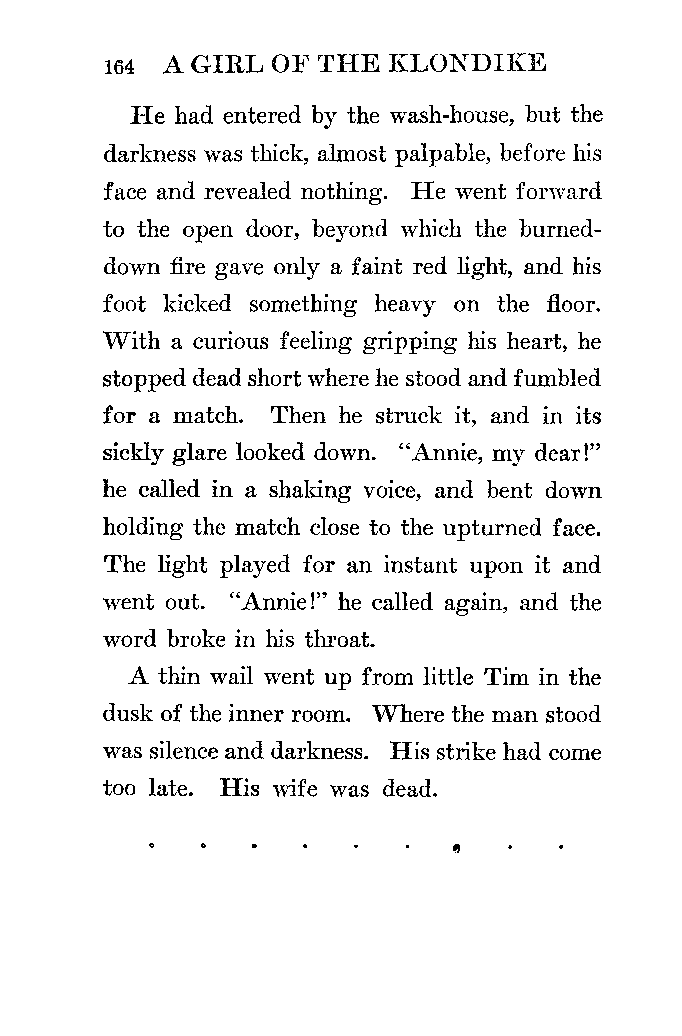 164 A GIRL OF THE KLONDIKE
He had entered by the wash-house, but the
darkness was thick, almost palpable, before his
face and revealed nothing. He went forward
to the open door, beyond which the burned-
down fire gave only a faint red light, and his
foot kicked something heavy on the floor.
With a curious feeling gripping his heart, he
stopped dead short where he stood and fumbled
for a match. Then he struck it, and in its
sickly glare looked down. “Annie, my dear!”
he called in a shaking voice, and bent down
holding the match close to the upturned face.
The light played for an instant upon it and
went out. “Annie!” he called again, and the
word broke in his throat.
A thin wail went up from little Tim in the
dusk of the inner room. Where the man stood
was silence and darkness. His strike had come
too late. His wife was dead.
. . . . . . . . .